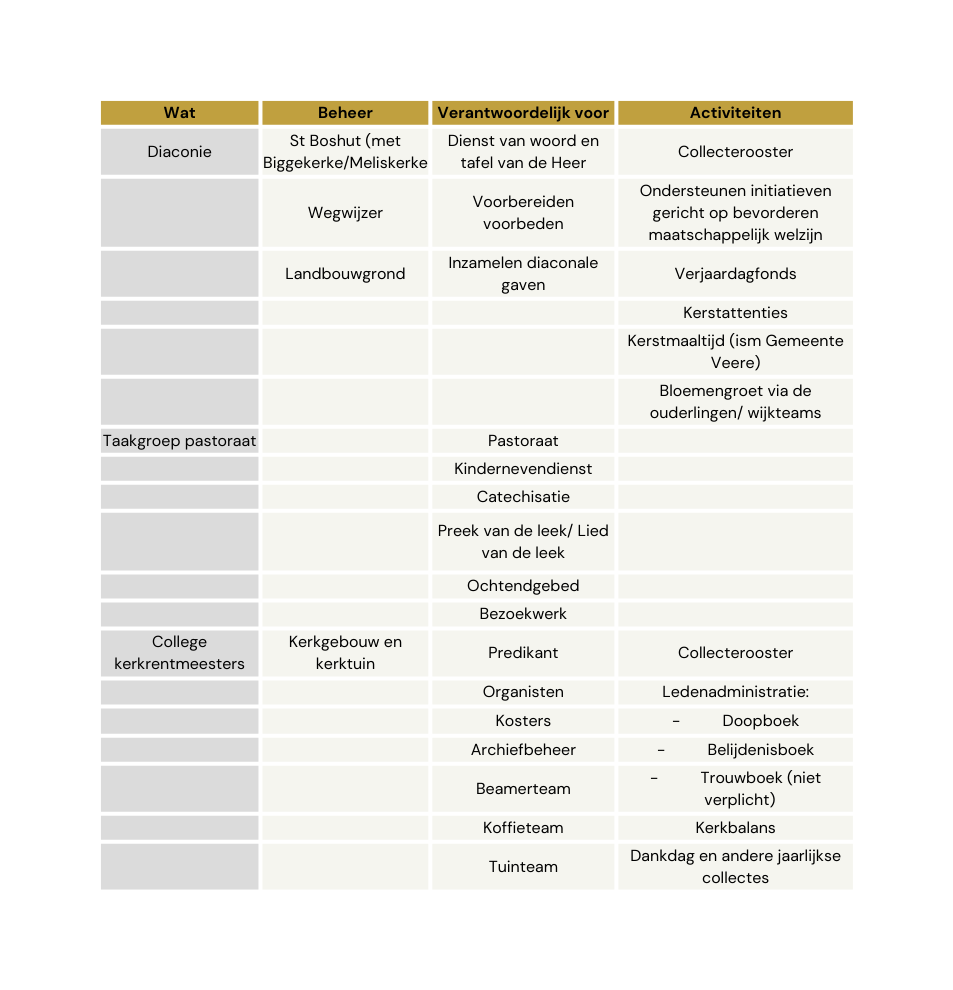 Wat Beheer Verantwoordelijk voor Activiteiten
Diaconie
St Boshut (met
Biggekerke/Meliskerke
Dienst van woord en
tafel van de Heer
Collecterooster
Wegwijzer
Voorbereiden
voorbeden
Ondersteunen initiatieven
gericht op bevorderen
maatschappelijk welzijn
Landbouwgrond
Inzamelen diaconale
gaven
Verjaardagfonds
Kerstattenties
Kerstmaaltijd (ism Gemeente
Veere)
Bloemengroet via de
ouderlingen/ wijkteams
Taakgroep pastoraat
Pastoraat
Kindernevendienst
Catechisatie
Preek van de leek/ Lied
van de leek
Ochtendgebed
Bezoekwerk
College
kerkrentmeesters
Kerkgebouw en
kerktuin
Predikant
Collecterooster
Organisten
Ledenadministratie:
Kosters
- Doopboek
Archiefbeheer
- Belijdenisboek
Beamerteam
- Trouwboek (niet
verplicht)
Koffieteam
Kerkbalans
Tuinteam
Dankdag en andere jaarlijkse
collectes